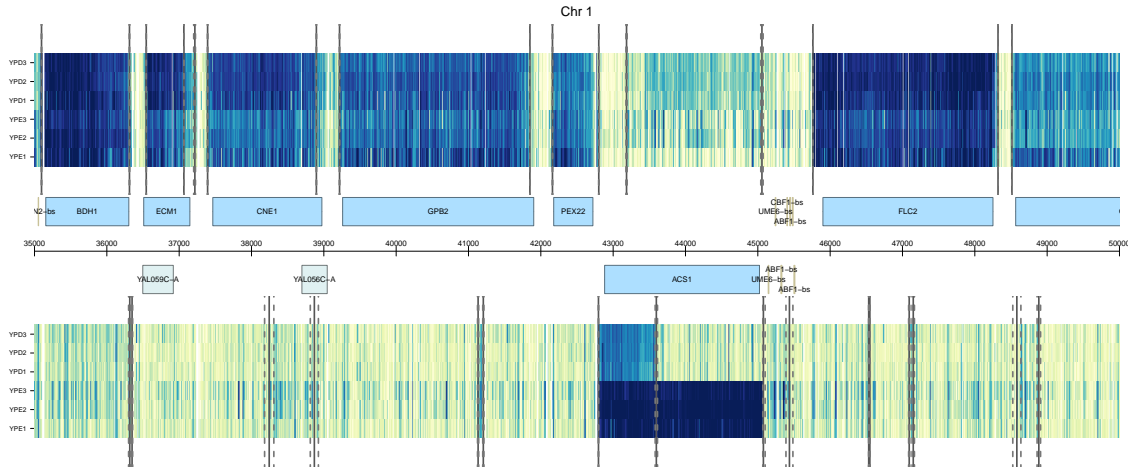 Chr 1
YPD3
YPD2
YPD1
YPE3
YPE2
YPE1
N2-bs BDH1 ECM1 CNE1 GPB2 PEX22 UME6-bs CBF1-bs ABF1-bs FLC2
35000 36000 37000 38000 39000 40000 41000 42000 43000 44000 45000 46000 47000 48000 49000 50000
YAL059C-A YAL056C-A ACS1 UME6-bs ABF1-bs ABF1-bs
YPD3
YPD2
YPD1
YPE3
YPE2
YPE1